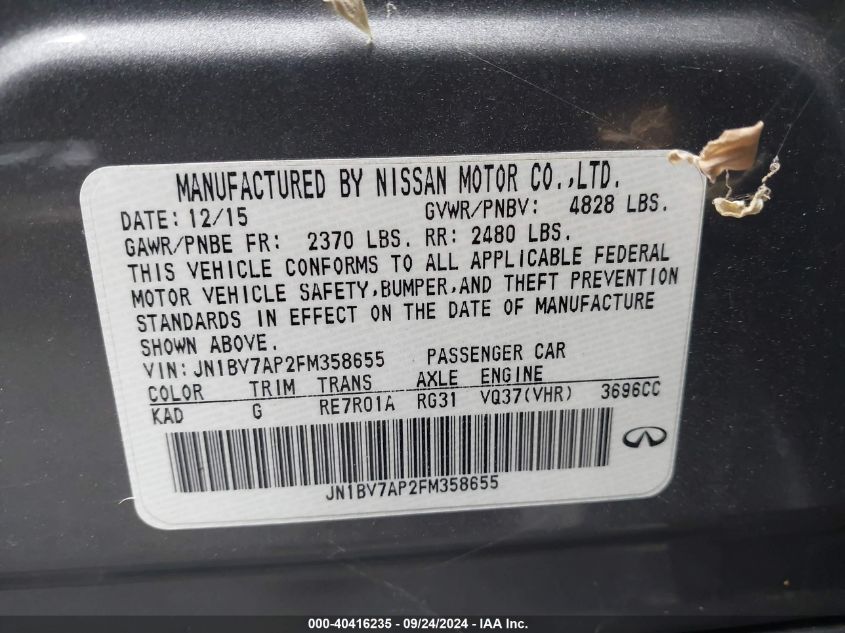 MANUFACTURED BY NISSAN MOTOR CO.,LTD.
DATE: 12/15 GVWR/PNBV: 4828 LBS.
GAWR/PNBE FR: 2370 LBS. RR: 2480 LBS.
THIS VEHICLE CONFORMS TO ALL APPLICABLE FEDERAL
MOTOR VEHICLE SAFETY,BUMPER,AND THEFT PREVENTION
STANDARDS IN EFFECT ON THE DATE OF MANUFACTURE
SHOWN ABOVE.
VIN: JN1BV7AP2FM358655 PASSENGER CAR
COLOR TRIM TRANS AXLE ENGINE
KAD G RE7R01A RG31 VQ37(VHR) 3696CC
JN1BV7AP2FM358655
000-40416235 - 09/24/2024 - IAA Inc.